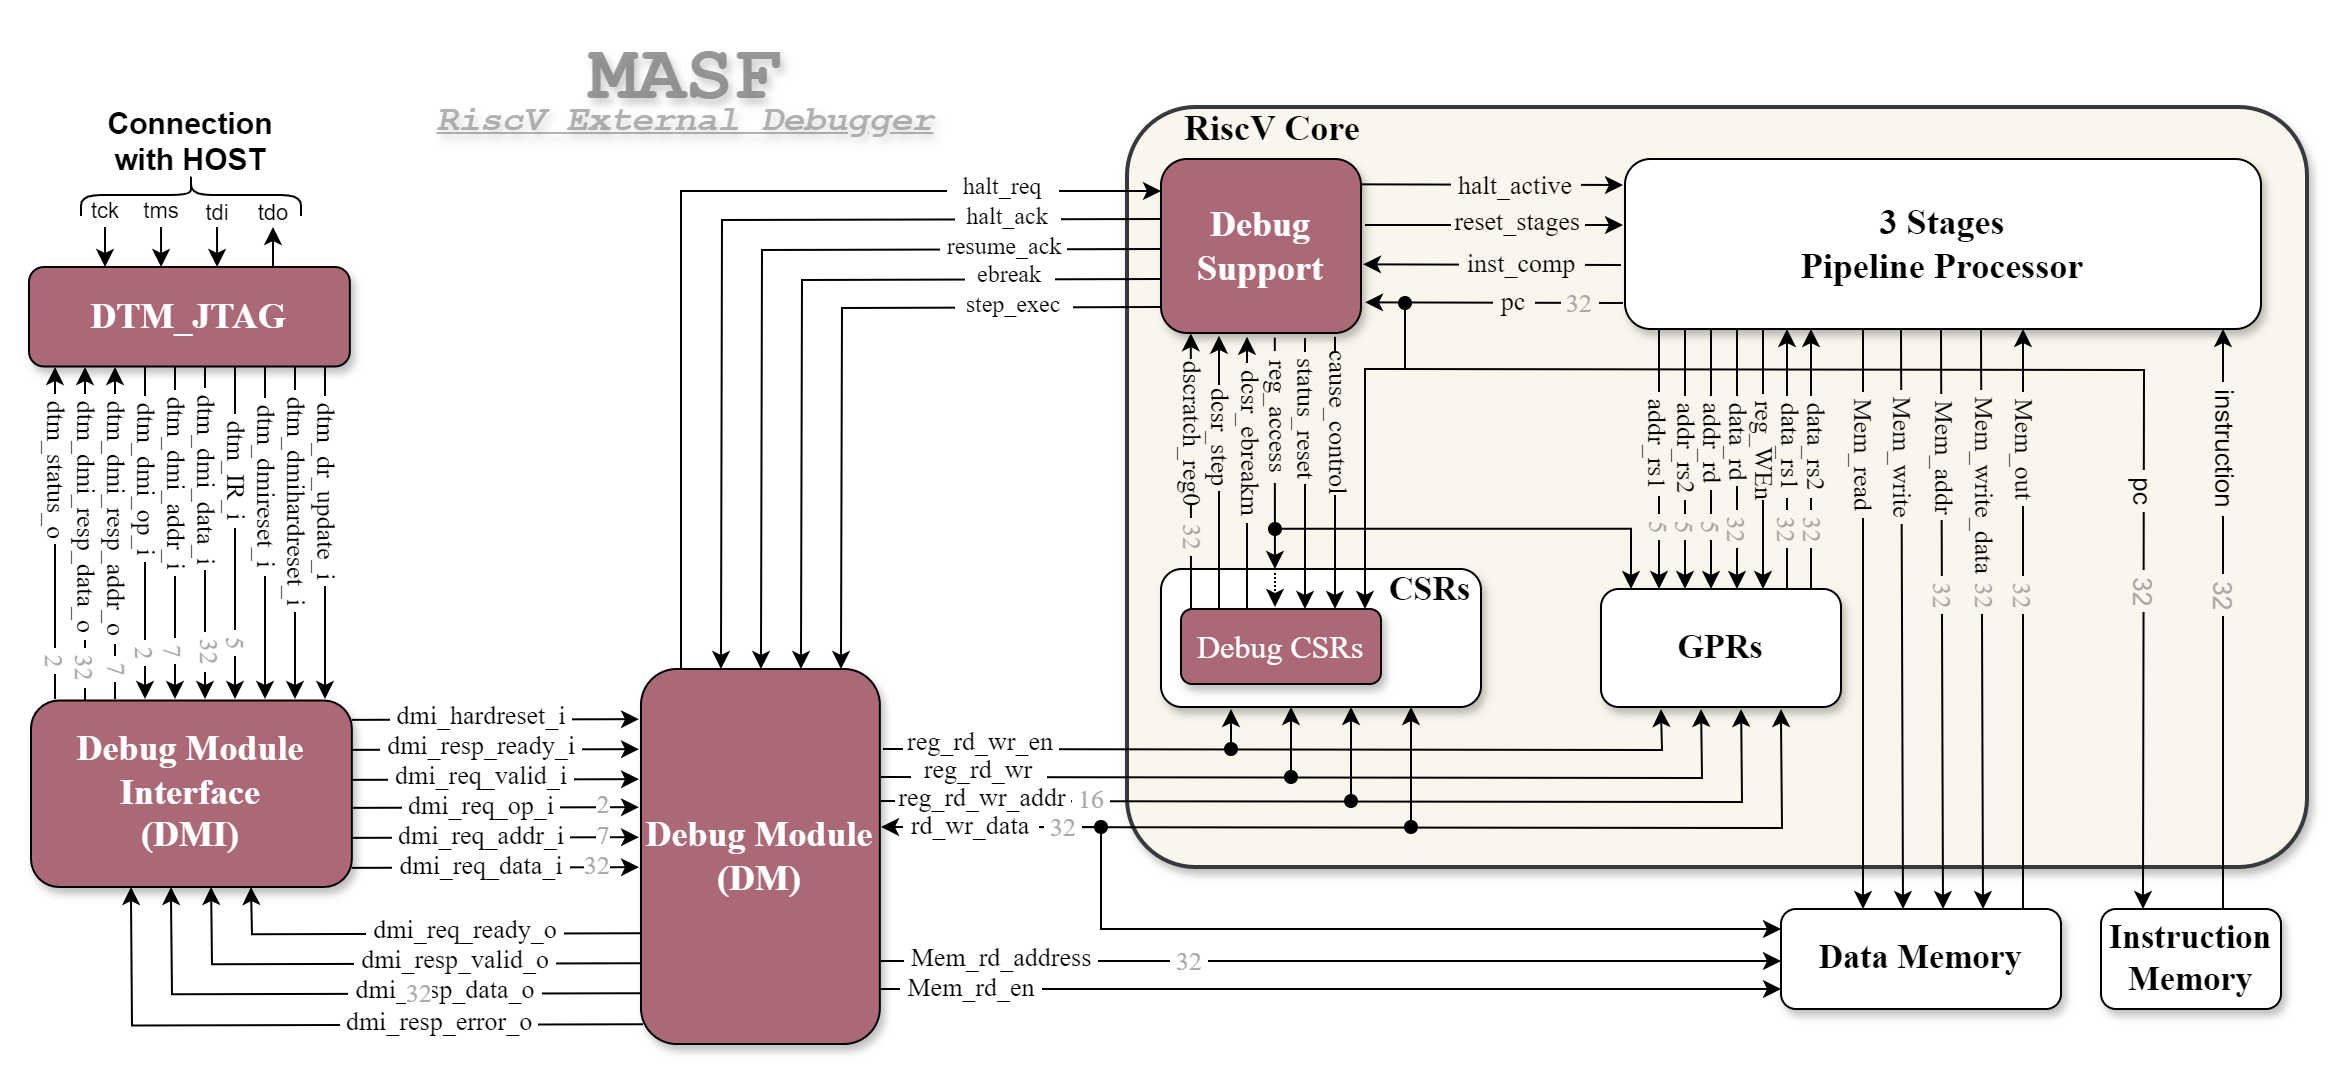 MASF
RiscV External Debugger
Connection
with HOST
tck
tms
tdi
tdo
DTM_JTAG
dtm_status_o
2
dtm_dmi_resp_data_o
32
dtm_dmi_resp_addr_o
7
dtm_dmi_op_i
2
dtm_dmi_addr_i
7
dtm_dmi_data_i
32
dtm_IR_i
5
dtm_dmireset_i
dtm_dmihardreset_i
dtm_dr_update_i
Debug Module
Interface
(DMI)
dmi_hardreset_i
dmi_resp_ready_i
dmi_req_valid_i
dmi_req_op_i
2
dmi_req_addr_i
7
dmi_req_data_i
32
dmi_req_ready_o
dmi_resp_valid_o
32
dmi_resp_error_o
Debug Module
(DM)
halt_req
halt_ack
resume_ack
ebreak
step_exec
reg_rd_wr_en
reg_rd_wr
reg_rd_wr_addr
16
rd_wr_data
32
Mem_rd_address
32
Mem_rd_en
RiscV Core
Debug
Support
halt_active
reset_stages
inst_comp
pc
32
3 Stages
Pipeline Processor
dscratch_reg0
32
dcsr_step
dcsr_ebreakm
reg_access
status_reset
cause_control
CSRs
Debug CSRs
addr_rs1
5
addr_rs2
5
addr_rd
5
data_rd
32
reg_WEn
data_rs1
32
data_rs2
32
GPRs
Mem_read
Mem_write
Mem_addr
32
Mem_write_data
32
Mem_out
32
pc
32
instruction
32
Data Memory
Instruction
Memory